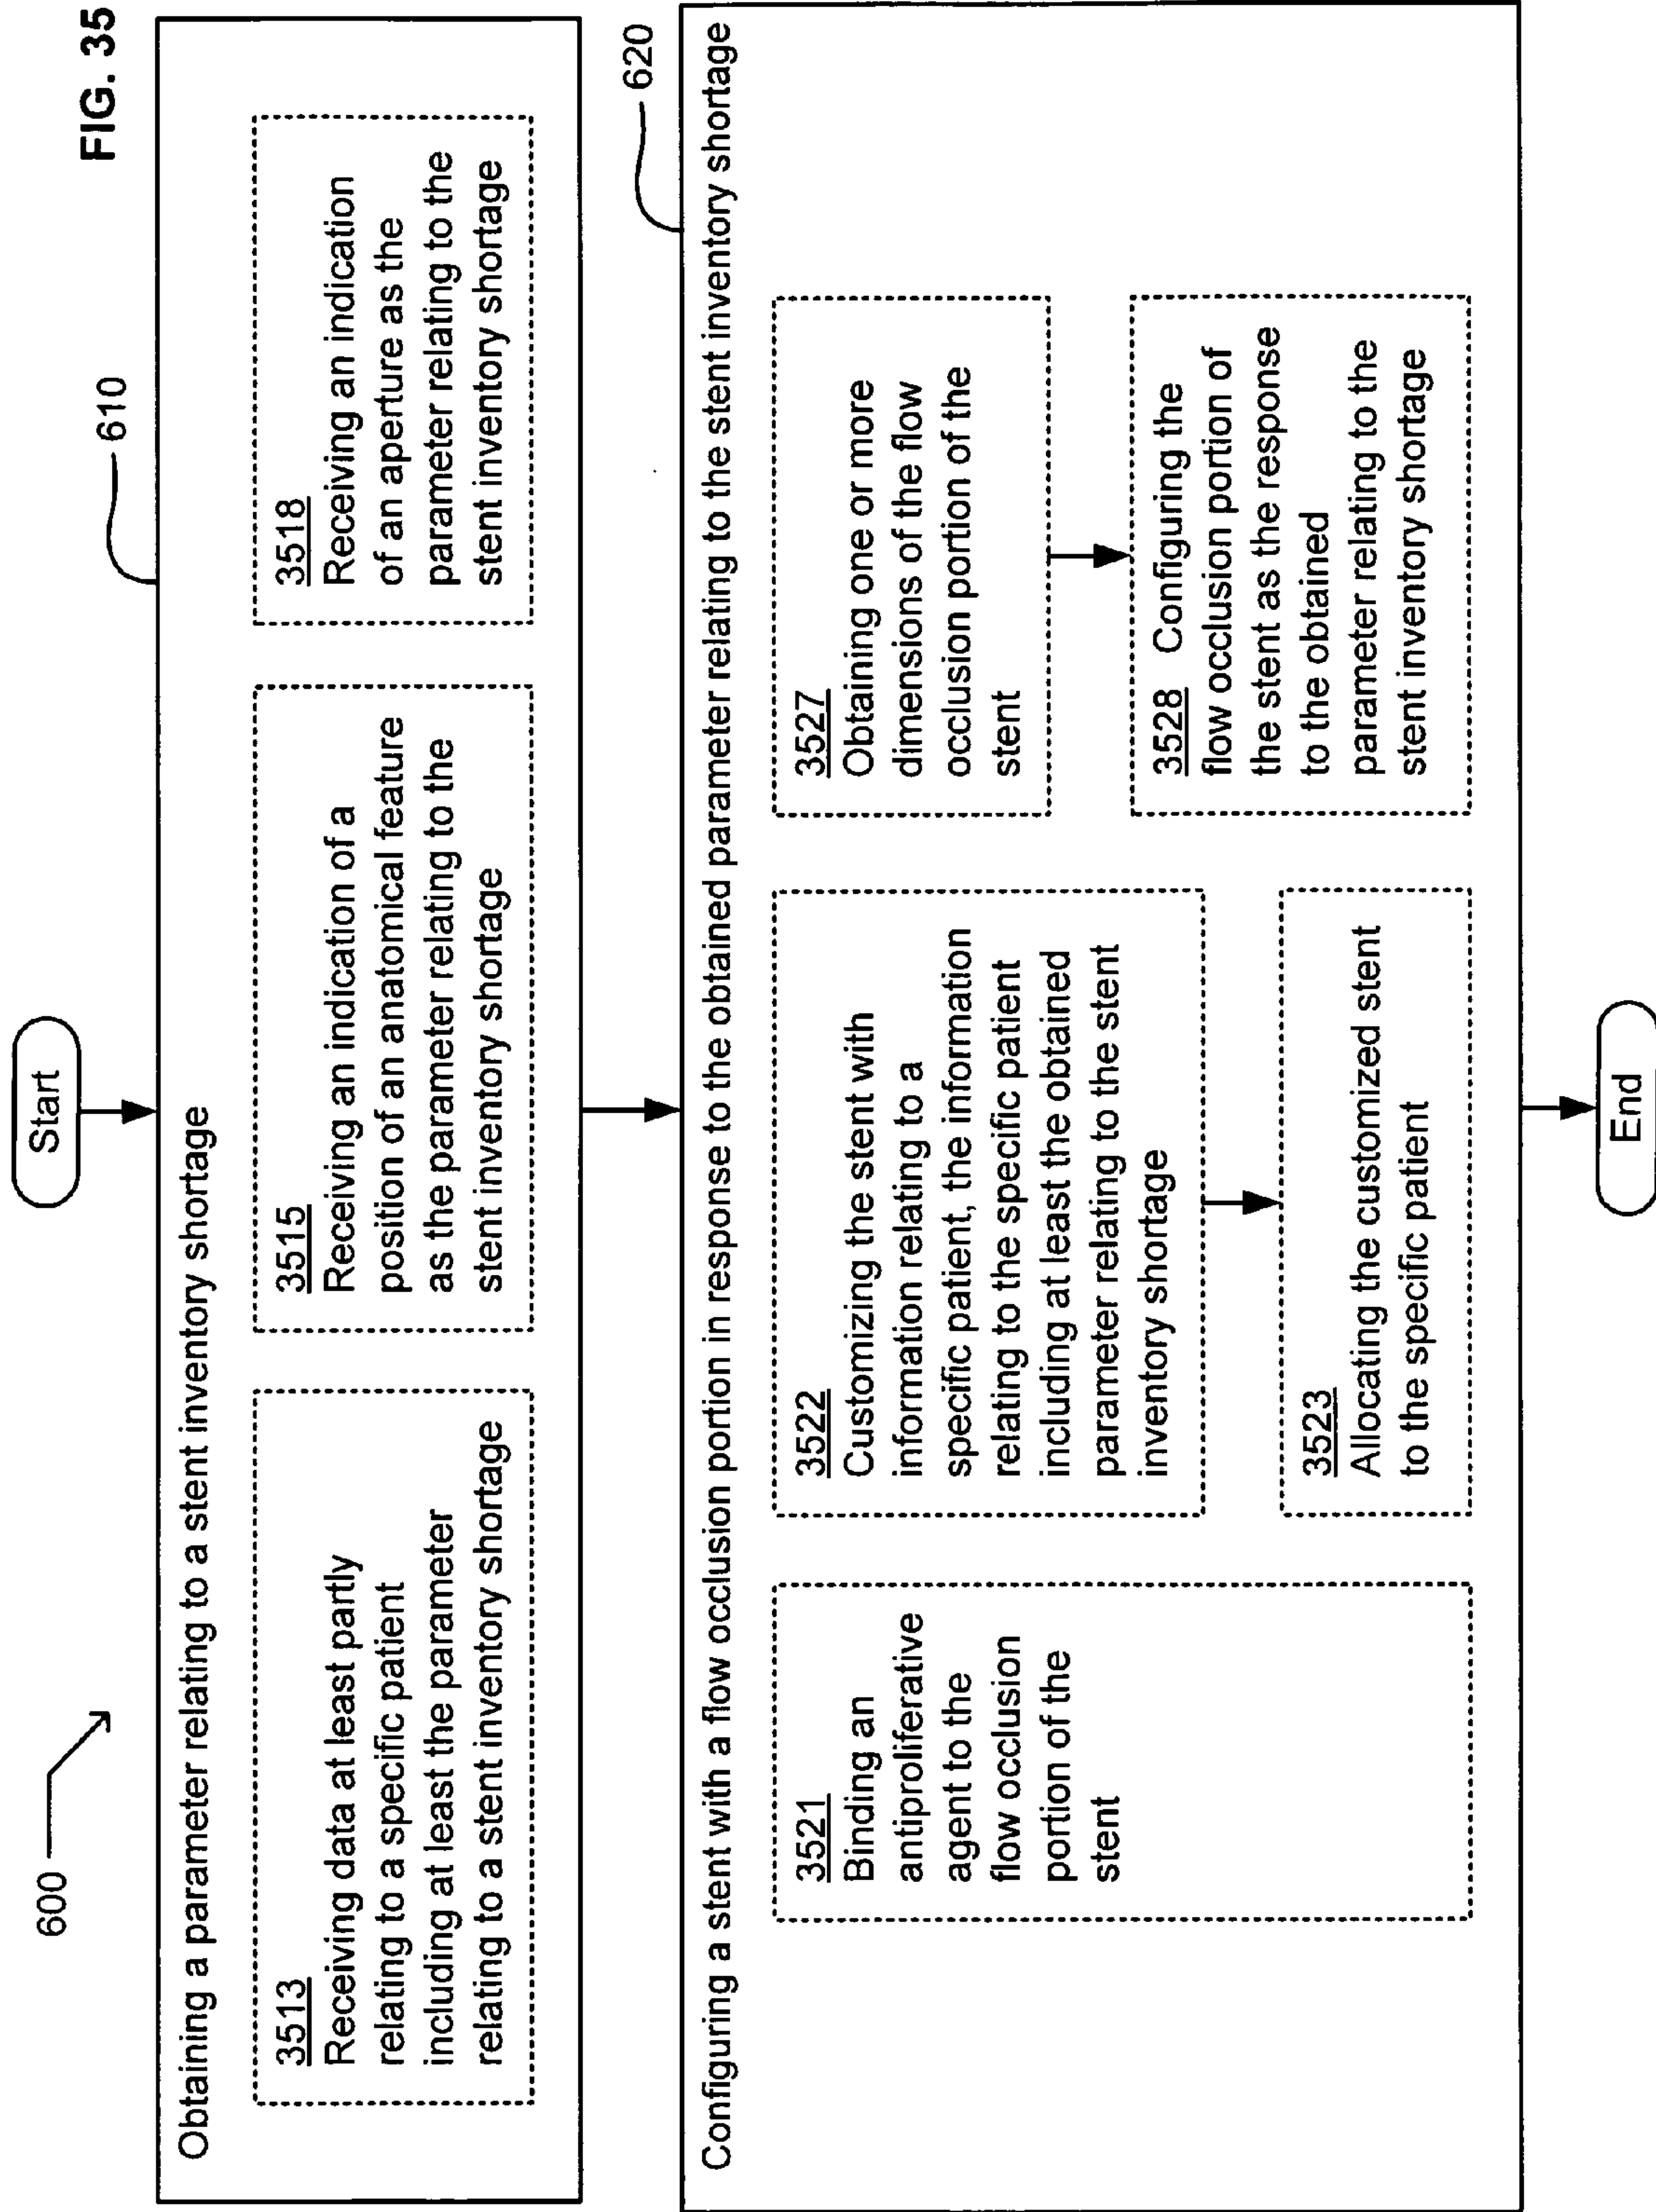 FIG. 35
600
Start
610
Obtaining a parameter relating to a stent inventory shortage
3513
Receiving data at least partly
relating to a specific patient
including at least the parameter
relating to a stent inventory shortage
3515
Receiving an indication of a
position of an anatomical feature
as the parameter relating to the
stent inventory shortage
3518
Receiving an indication
of an aperture as the
parameter relating to the
stent inventory shortage
620
Configuring a stent with a flow occlusion portion in response to the obtained parameter relating to the stent inventory shortage
3521
Binding an
antiproliferative
agent to the
flow occlusion
portion of the
stent
3522
Customizing the stent with
information relating to a
specific patient, the information
relating to the specific patient
including at least the obtained
parameter relating to the stent
inventory shortage
3523
Allocating the customized stent
to the specific patient
3527
Obtaining one or more
dimensions of the flow
occlusion portion of the
stent
3528 Configuring the
flow occlusion portion of
the stent as the response
to the obtained
parameter relating to the
stent inventory shortage
End